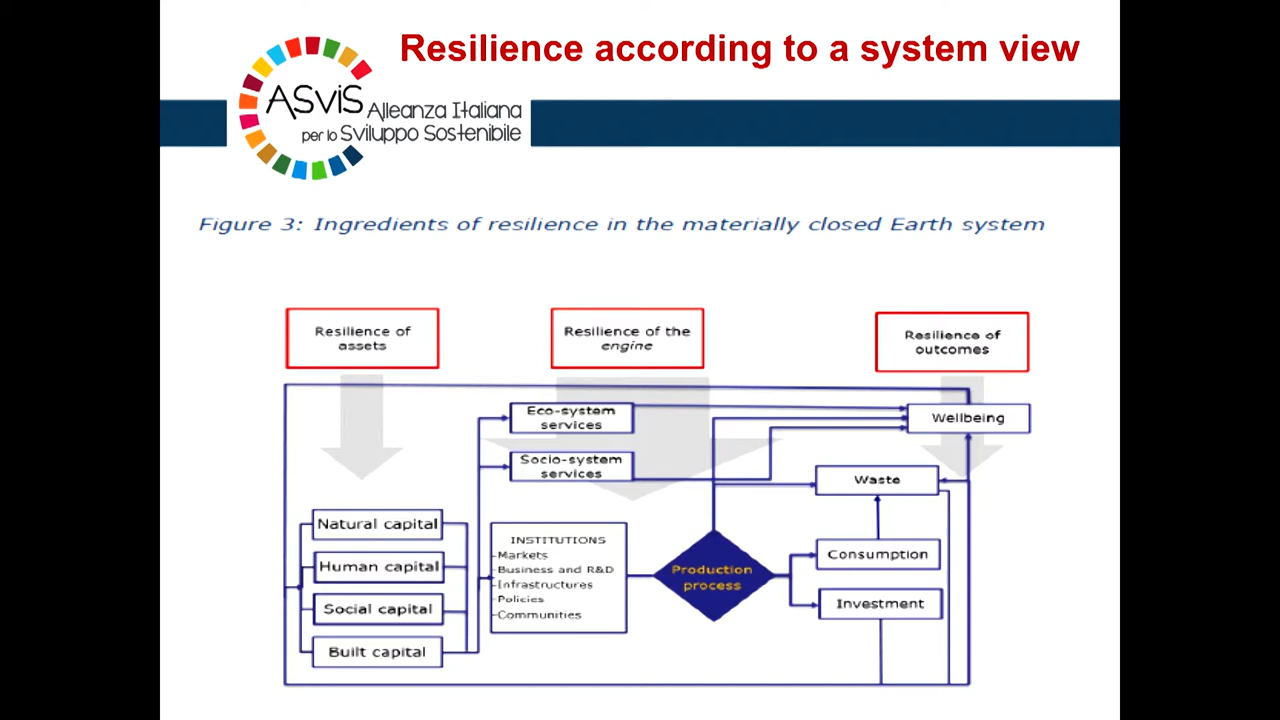 Resilience according to a system view
ASviS Alleanza Italiana
per lo Sviluppo Sostenibile
Figure 3: Ingredients of resilience in the materially closed Earth system
Resilience of
assets
Resilience of the
engine
Resilience of
outcomes
Eco-system
services
Wellbeing
Socio-system
services
Waste
Natural capital
Human capital
Social capital
Built capital
INSTITUTIONS
-Markets
-Business and R&D
-Infrastructures
-Policies
-Communities
Production
process
Consumption
Investment